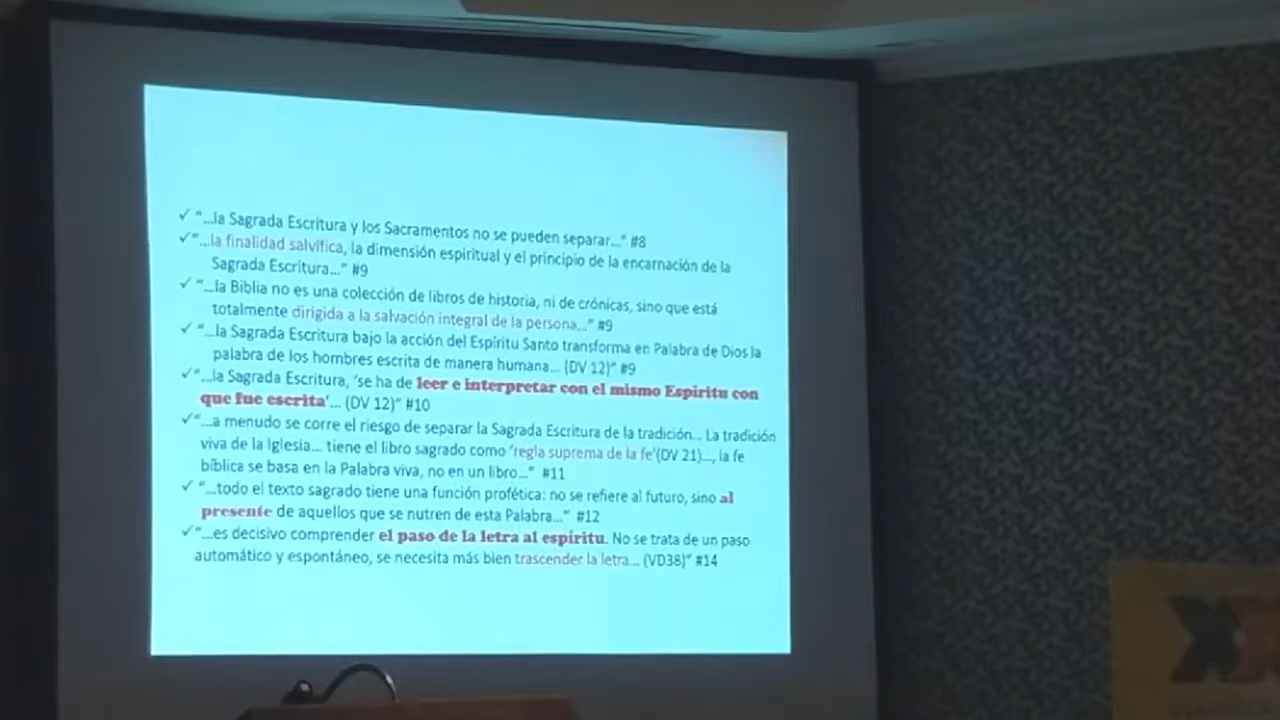 ✓ "...la Sagrada Escritura y los Sacramentos no se pueden separar..." #8
✓ "...la finalidad salvífica, la dimensión espiritual y el principio de la encarnación de la
Sagrada Escritura..." #9
✓ "...la Biblia no es una colección de libros de historia, ni de crónicas, sino que está
totalmente dirigida a la salvación integral de la persona..." #9
✓ "...la Sagrada Escritura bajo la acción del Espíritu Santo transforma en Palabra de Dios la
palabra de los hombres escrita de manera humana... (DV 12)" #9
✓ "...la Sagrada Escritura, 'se ha de leer e interpretar con el mismo Espíritu con
que fue escrita'... (DV 12)" #10
✓ "...a menudo se corre el riesgo de separar la Sagrada Escritura de la tradición... La tradición
viva de la Iglesia... tiene el libro sagrado como 'regla suprema de la fe'(DV 21)..., la fe
bíblica se basa en la Palabra viva, no en un libro..." #11
✓ "...todo el texto sagrado tiene una función profética: no se refiere al futuro, sino al
presente de aquellos que se nutren de esta Palabra..." #12
✓ "...es decisivo comprender el paso de la letra al espíritu. No se trata de un paso
automático y espontáneo, se necesita más bien trascender la letra... (VD38)" #14